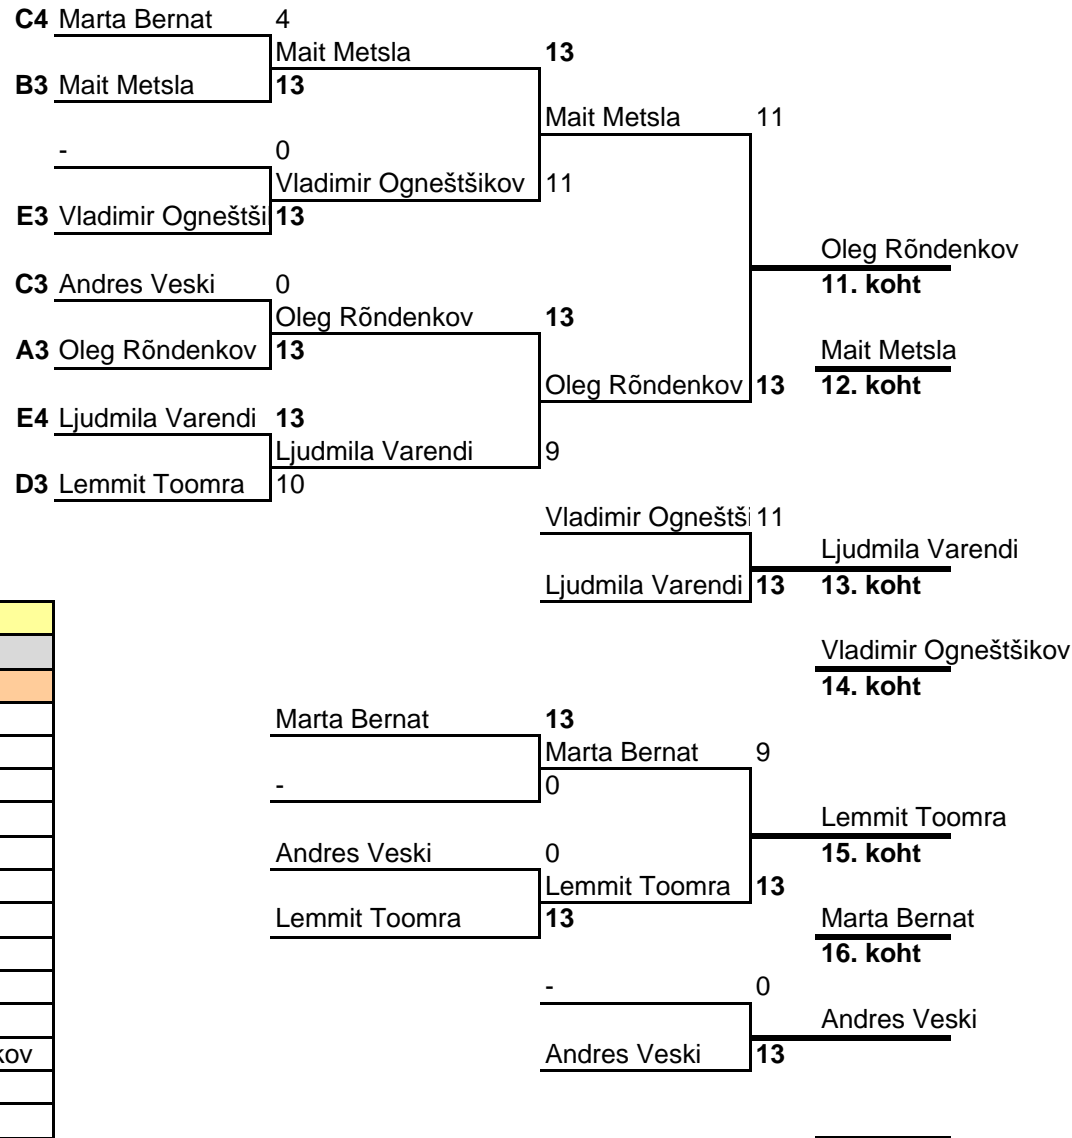 C4 Marta Bernat 4
Mait Metsla 13
B3 Mait Metsla 13
Mait Metsla 11
- 0
Vladimir Ogneštšikov 11
E3 Vladimir Ogneštši 13
Oleg Rõndenkov
C3 Andres Veski 0
11. koht
Oleg Rõndenkov 13
A3 Oleg Rõndenkov 13
Mait Metsla
Oleg Rõndenkov 13
12. koht
E4 Ljudmila Varendi 13
Ljudmila Varendi 9
D3 Lemmit Toomra 10
Vladimir Ogneštši 11
Ljudmila Varendi
Ljudmila Varendi 13
13. koht
Vladimir Ogneštšikov
14. koht
Marta Bernat 13
Marta Bernat 9
- 0
Lemmit Toomra
Andres Veski 0
15. koht
Lemmit Toomra 13
Lemmit Toomra 13
Marta Bernat
16. koht
- 0
Andres Veski
kov
Andres Veski 13